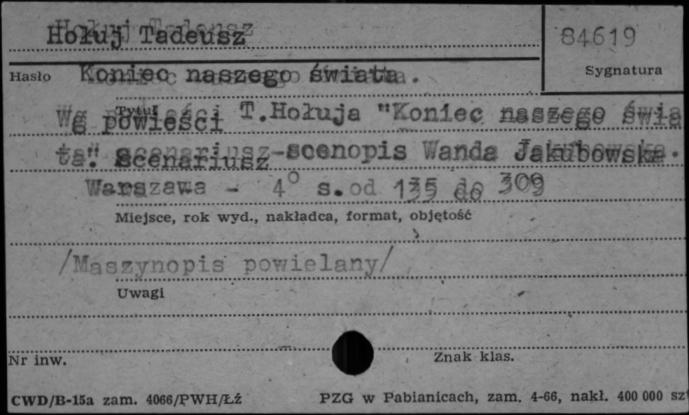 Hołuj Tadeusz
84619
Sygnatura
Hasło Koniec naszego świata.
Tytuł
Wg powieści T.Hołuja "Koniec naszego świa
ta". scenariusz-scenopis Wanda Jakubowska.
Warszawa - 4° s.od 135 do 309
Miejsce, rok wyd., nakładca, format, objętość
/Maszynopis powielany/
Uwagi
Nr inw. Znak klas.
CWD/B-15a zam. 4066/PWH/Łź PZG w Pabianicach, zam. 4-66, nakł. 400 000 sz